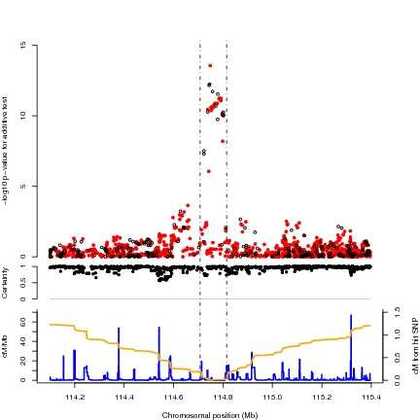 15
10
5
0
-log10 p-value for additive test
1
0.5
0
Certainty
60
40
20
0
cM/Mb
1.5
1.0
0.5
0.0
cM from hit SNP
114.2 114.4 114.6 114.8 115.0 115.2 115.4
Chromosomal position (Mb)